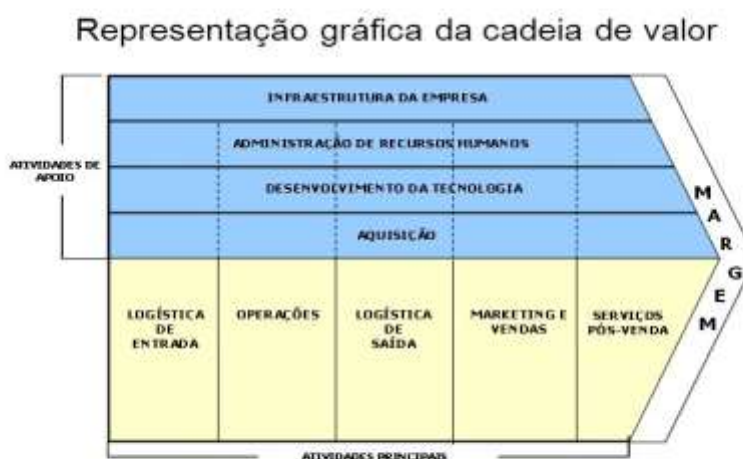 Representação gráfica da cadeia de valor
INFRAESTRUTURA DA EMPRESA
ADMINISTRAÇÃO DE RECURSOS HUMANOS
ATIVIDADES DE
APOIO
DESENVOLVIMENTO DA TECNOLOGIA
AQUISIÇÃO
MARGEM
LOGÍSTICA
DE
ENTRADA
OPERAÇÕES
LOGÍSTICA
DE
SAÍDA
MARKETING E
VENDAS
SERVIÇOS
PÓS-VENDA
ATIVIDADES PRINCIPAIS